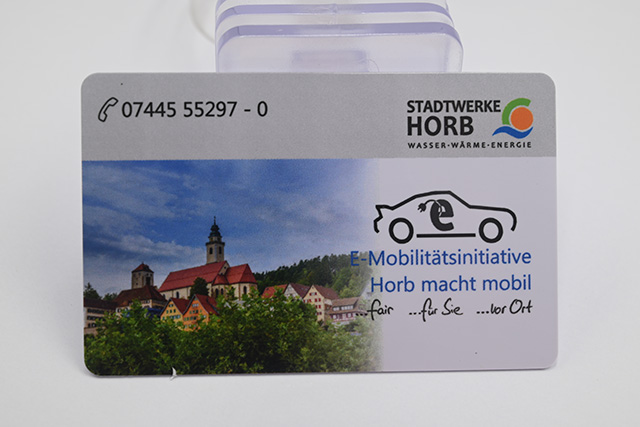 07445 55297 - 0
STADTWERKE
HORB
WASSER·WÄRME·ENERGIE
e
E-Mobilitätsinitiative
Horb macht mobil
...fair ...für Sie ...vor Ort